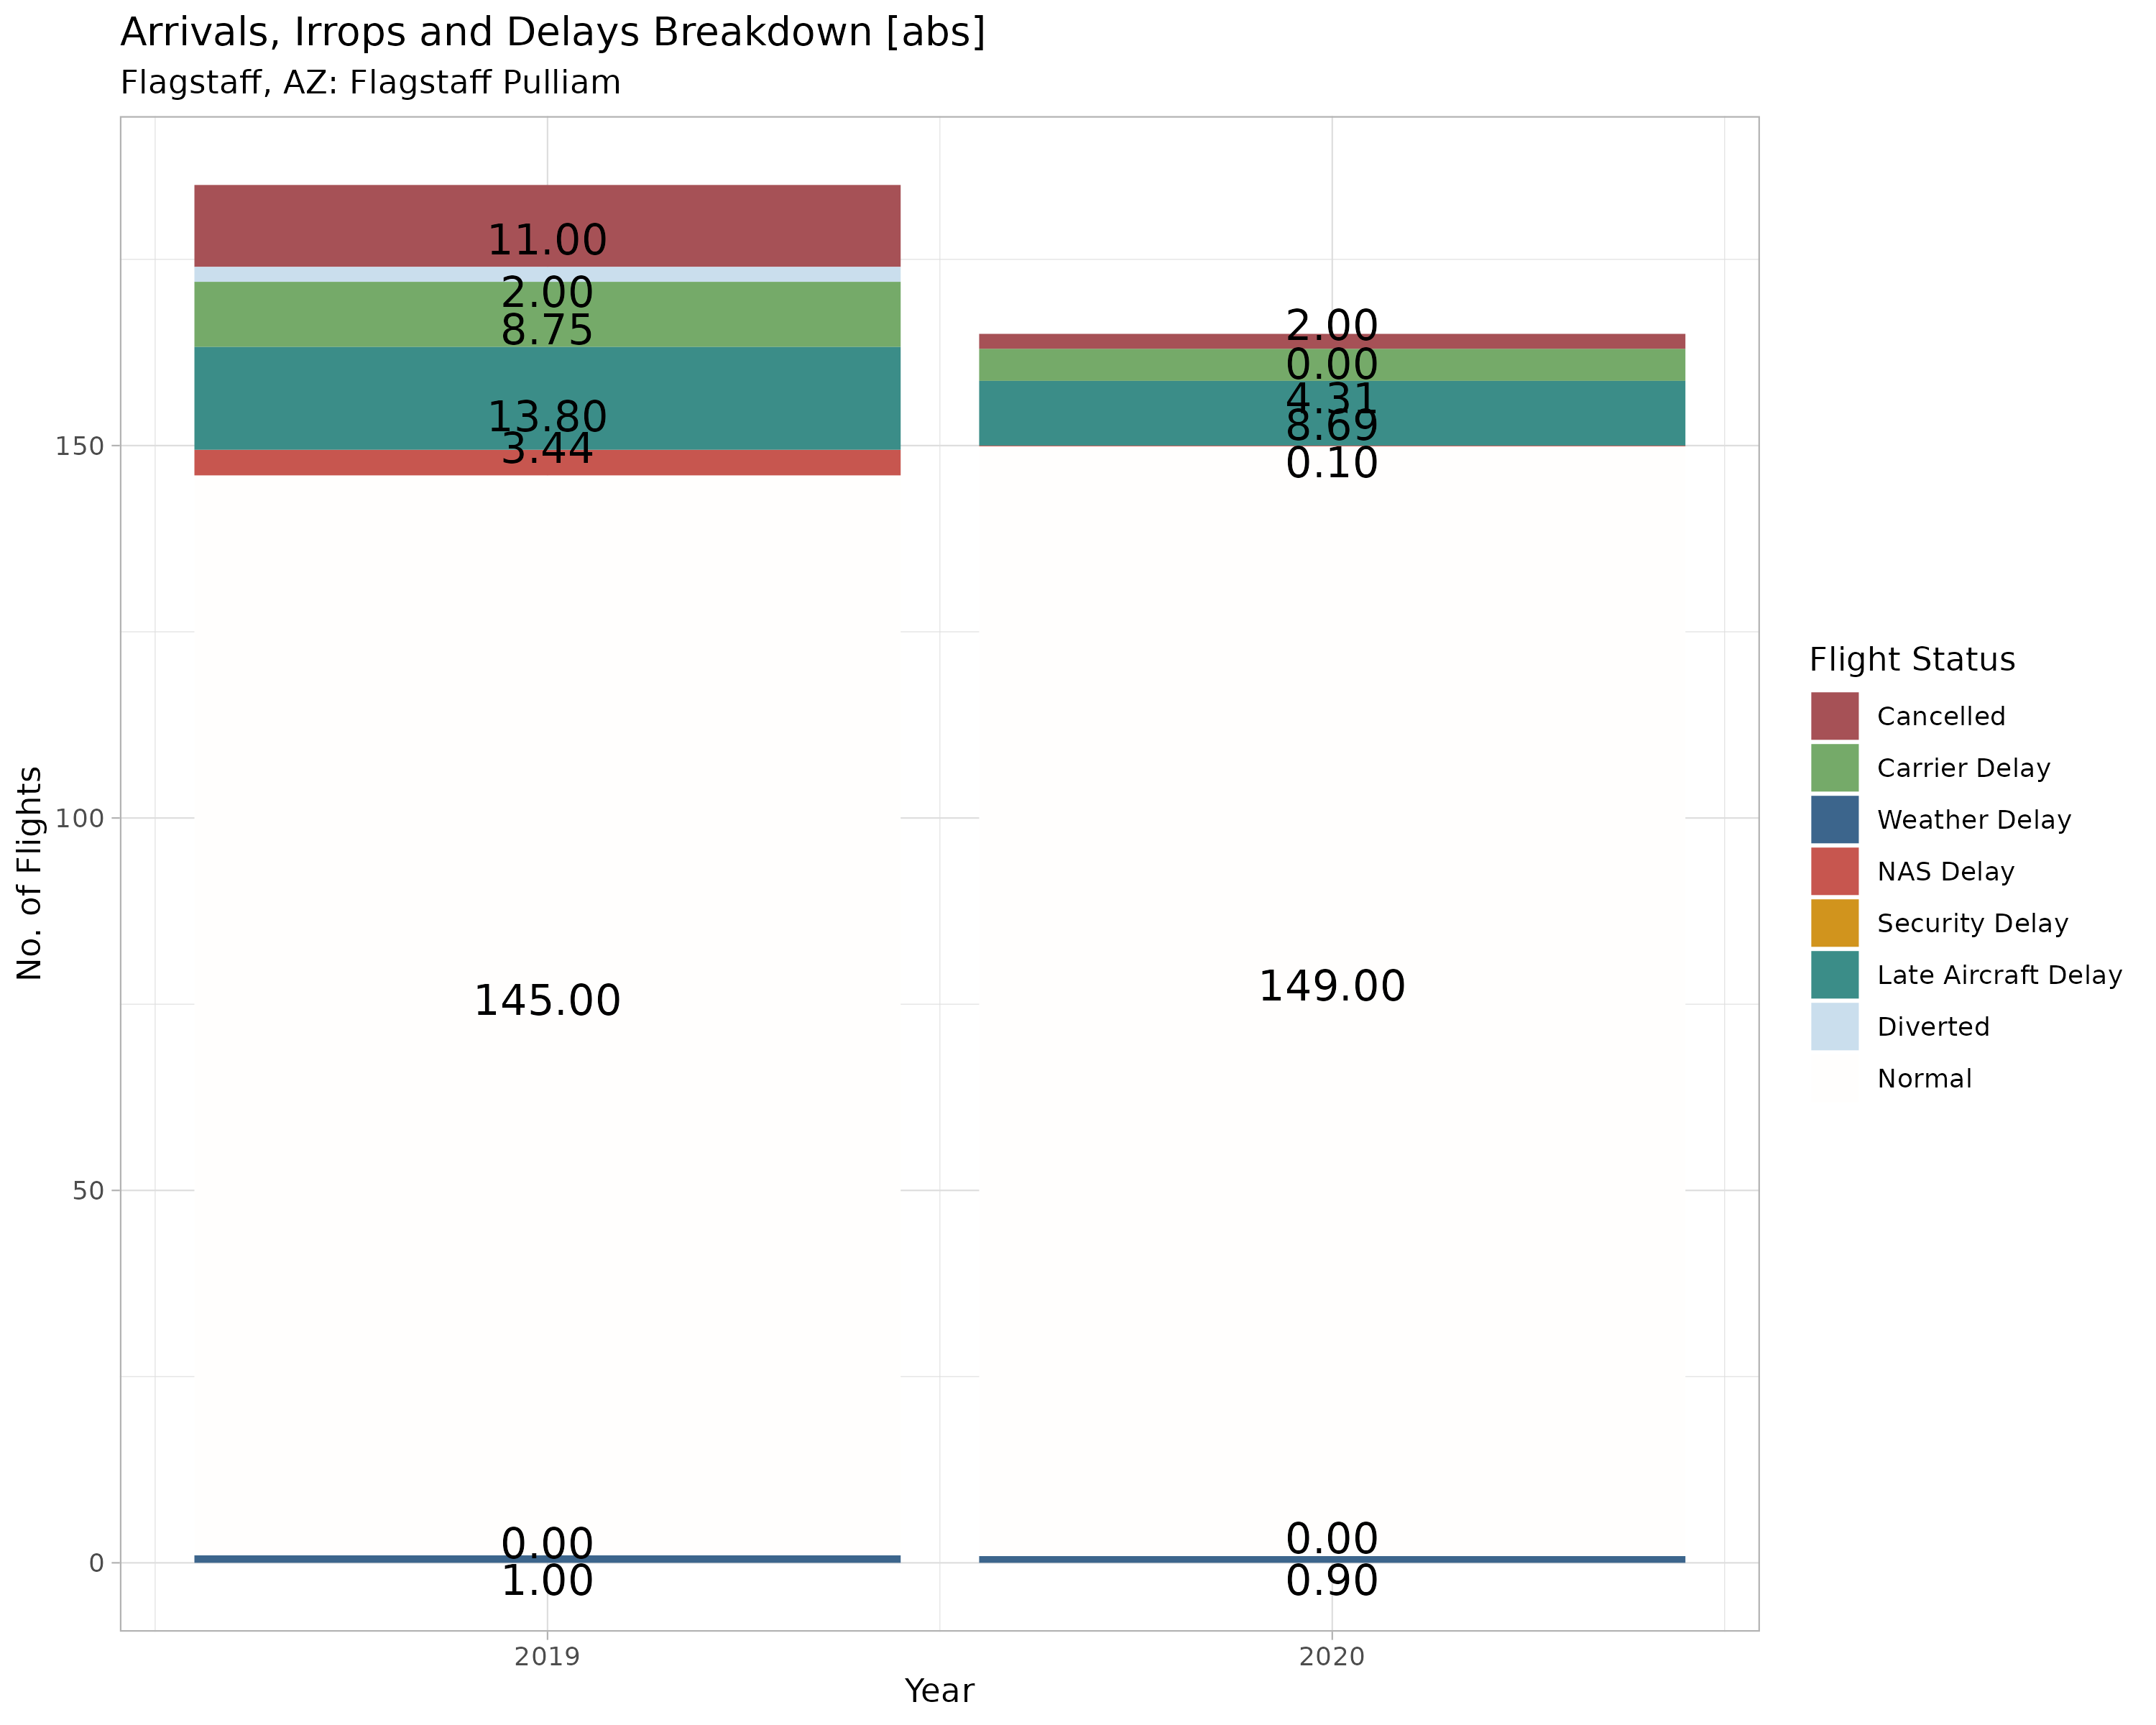 Arrivals, Irrops and Delays Breakdown [abs]
Flagstaff, AZ: Flagstaff Pulliam
No. of Flights
150
100
50
0
11.00
2.00
8.75
13.80
3.44
145.00
0.00
1.00
2.00
0.00
4.31
8.69
0.10
149.00
0.00
0.90
2019
2020
Year
Flight Status
Cancelled
Carrier Delay
Weather Delay
NAS Delay
Security Delay
Late Aircraft Delay
Diverted
Normal